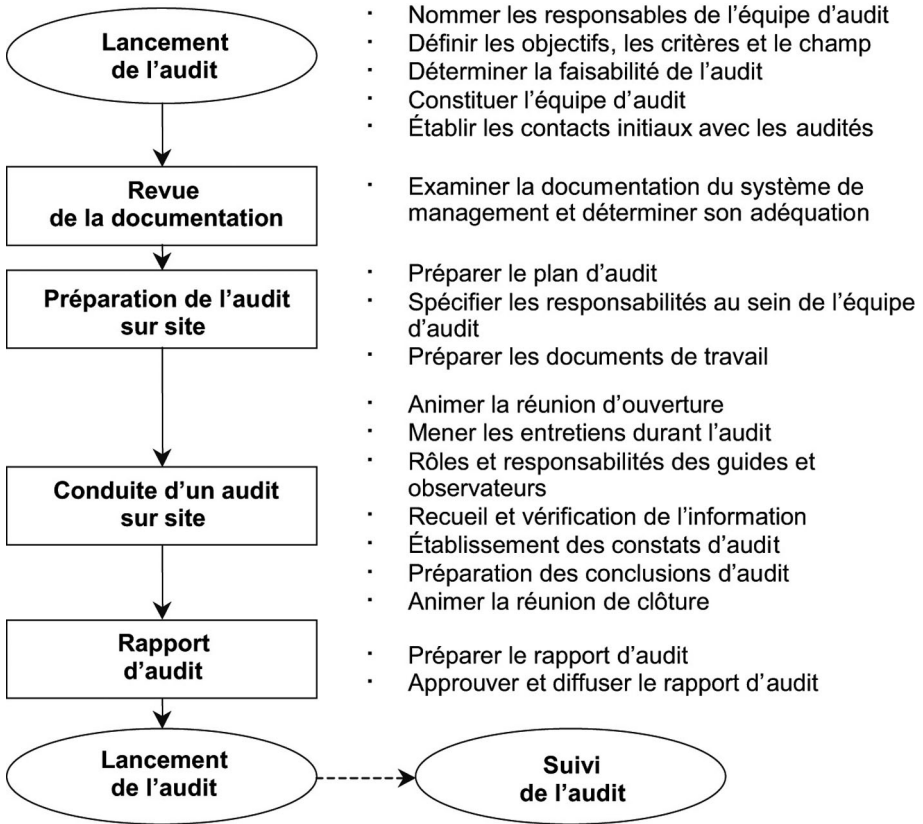 Lancement
de l’audit
· Nommer les responsables de l’équipe d’audit
· Définir les objectifs, les critères et le champ
· Déterminer la faisabilité de l’audit
· Constituer l’équipe d’audit
· Établir les contacts initiaux avec les audités
Revue
de la documentation
· Examiner la documentation du système de
management et déterminer son adéquation
Préparation de l’audit
sur site
· Préparer le plan d’audit
· Spécifier les responsabilités au sein de l’équipe
d’audit
· Préparer les documents de travail
Conduite d’un audit
sur site
· Animer la réunion d’ouverture
· Mener les entretiens durant l’audit
· Rôles et responsabilités des guides et
observateurs
· Recueil et vérification de l’information
· Établissement des constats d’audit
· Préparation des conclusions d’audit
· Animer la réunion de clôture
Rapport
d’audit
· Préparer le rapport d’audit
· Approuver et diffuser le rapport d’audit
Lancement
de l’audit
Suivi
de l’audit